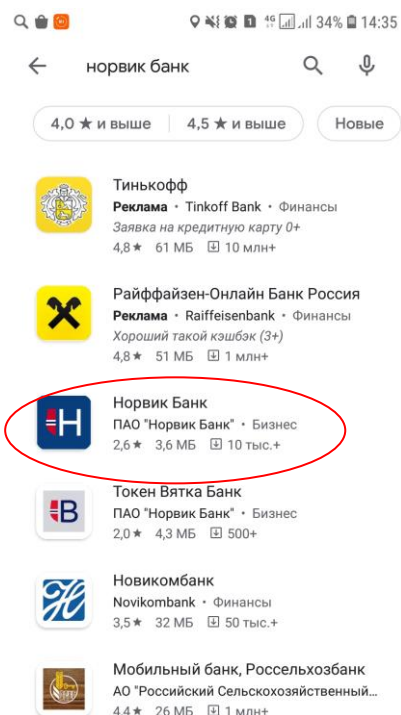 4G 34% 14:35
норвик банк
4,0 ★ и выше 4,5 ★ и выше Новые
Тинькофф
Реклама • Tinkoff Bank • Финансы
Заявка на кредитную карту 0+
4,8 ★ 61 МБ 10 млн+
Райффайзен-Онлайн Банк Россия
Реклама • Raiffeisenbank • Финансы
Хороший такой кэшбэк (3+)
4,8 ★ 51 МБ 1 млн+
Норвик Банк
ПАО "Норвик Банк" • Бизнес
2,6 ★ 3,6 МБ 10 тыс.+
Токен Вятка Банк
ПАО "Норвик Банк" • Бизнес
2,0 ★ 4,3 МБ 500+
Новикомбанк
Novikombank • Финансы
3,5 ★ 32 МБ 50 тыс.+
Мобильный банк, Россельхозбанк
АО "Российский Сельскохозяйственный...
4,4 ★ 26 МБ 1 млн+